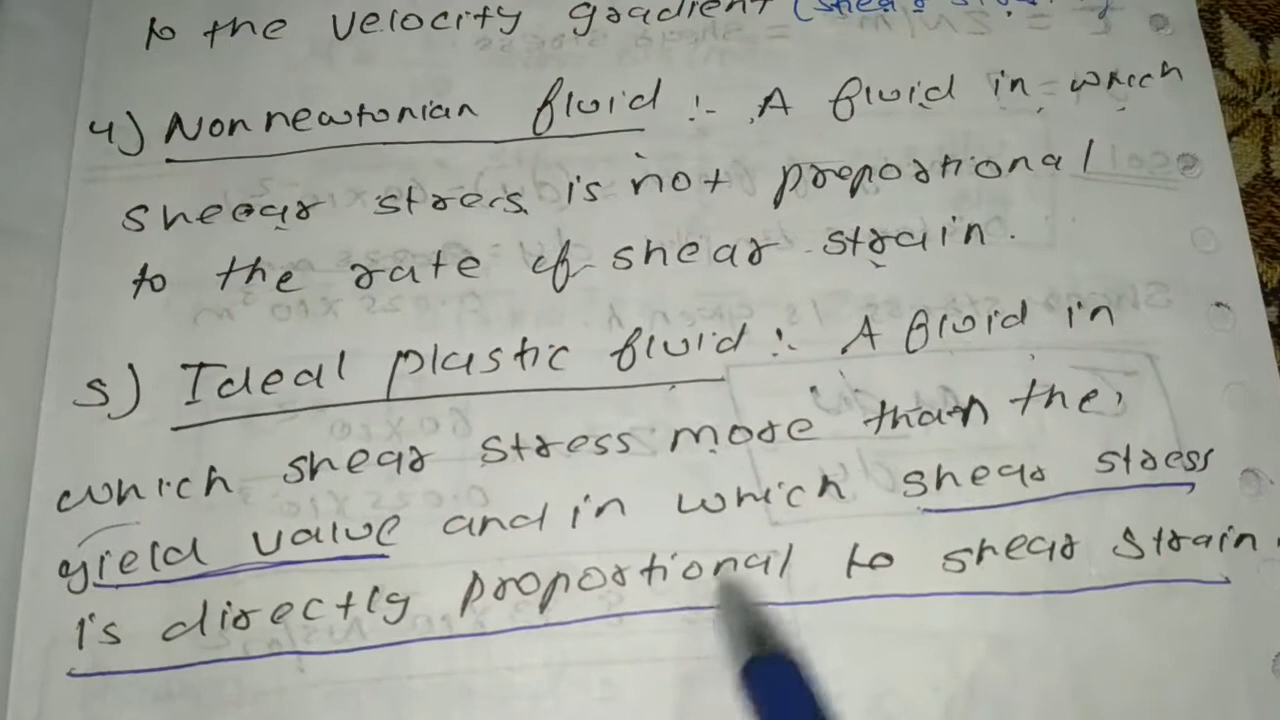 to the velocity gradient (shear
4) Nonnewtonian fluid :- A fluid in which
sheear stress is not proportional
to the rate of shear strain.
5) Ideal plastic fluid :- A fluid in
which shear stress more than the
yield value and in which shear stress
is directly proportional to shear strain.